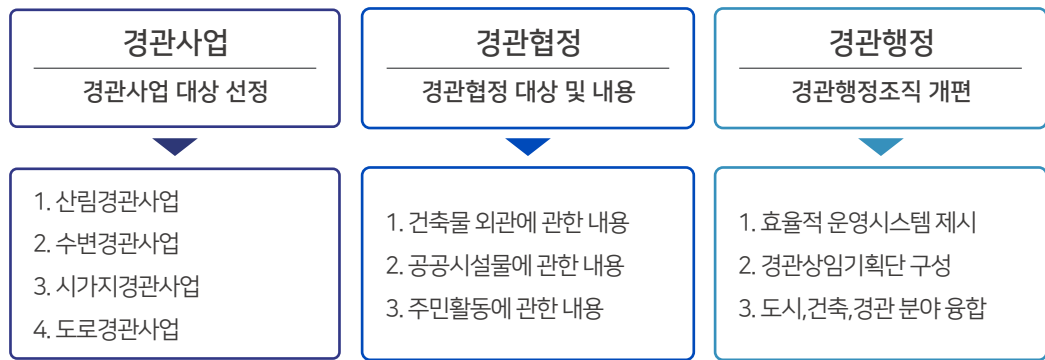 경관사업
경관사업 대상 선정
1. 산림경관사업
2. 수변경관사업
3. 시가지경관사업
4. 도로경관사업
경관협정
경관협정 대상 및 내용
1. 건축물 외관에 관한 내용
2. 공공시설물에 관한 내용
3. 주민활동에 관한 내용
경관행정
경관행정조직 개편
1. 효율적 운영시스템 제시
2. 경관상임기획단 구성
3. 도시,건축,경관 분야 융합